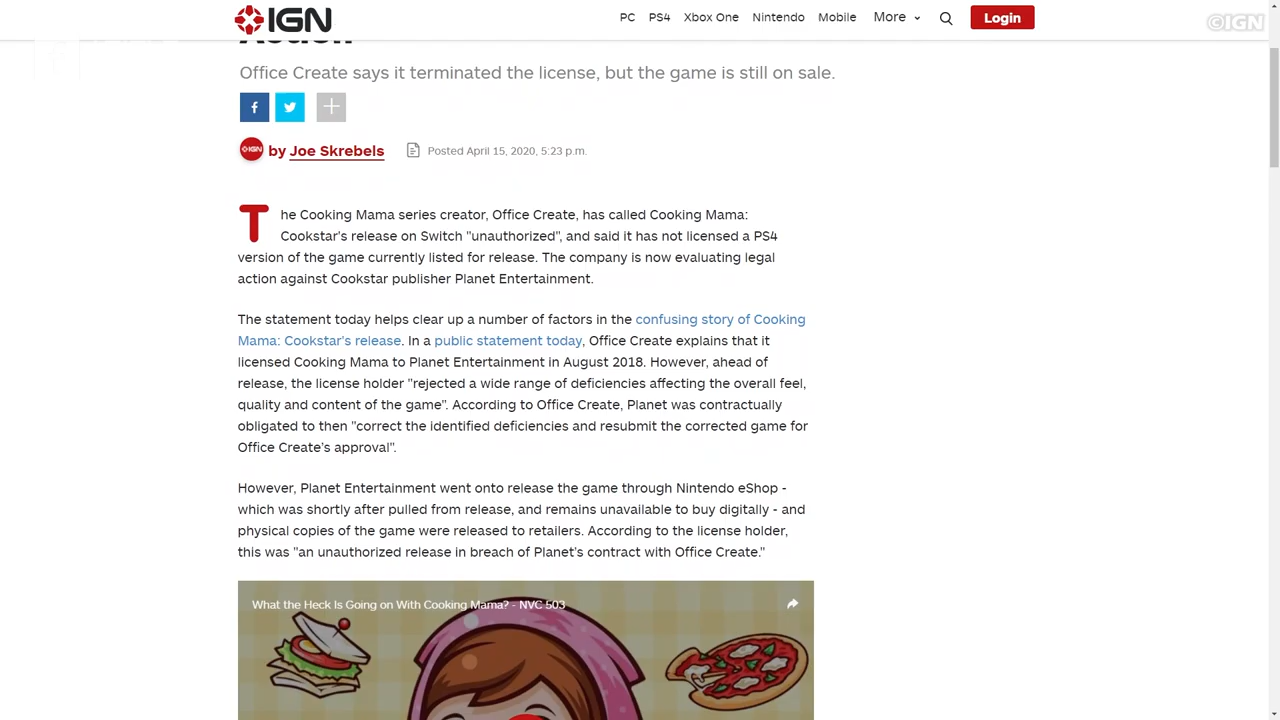 IGN
PC PS4 Xbox One Nintendo Mobile More Login
©IGN
Action
Office Create says it terminated the license, but the game is still on sale.
IGN by Joe Skrebels Posted April 15, 2020, 5:23 p.m.
The Cooking Mama series creator, Office Create, has called Cooking Mama:
Cookstar's release on Switch "unauthorized", and said it has not licensed a PS4
version of the game currently listed for release. The company is now evaluating legal
action against Cookstar publisher Planet Entertainment.
The statement today helps clear up a number of factors in the confusing story of Cooking
Mama: Cookstar's release. In a public statement today, Office Create explains that it
licensed Cooking Mama to Planet Entertainment in August 2018. However, ahead of
release, the license holder "rejected a wide range of deficiencies affecting the overall feel,
quality and content of the game". According to Office Create, Planet was contractually
obligated to then "correct the identified deficiencies and resubmit the corrected game for
Office Create's approval".
However, Planet Entertainment went onto release the game through Nintendo eShop -
which was shortly after pulled from release, and remains unavailable to buy digitally - and
physical copies of the game were released to retailers. According to the license holder,
this was "an unauthorized release in breach of Planet's contract with Office Create."
What the Heck Is Going on With Cooking Mama? - NVC 503